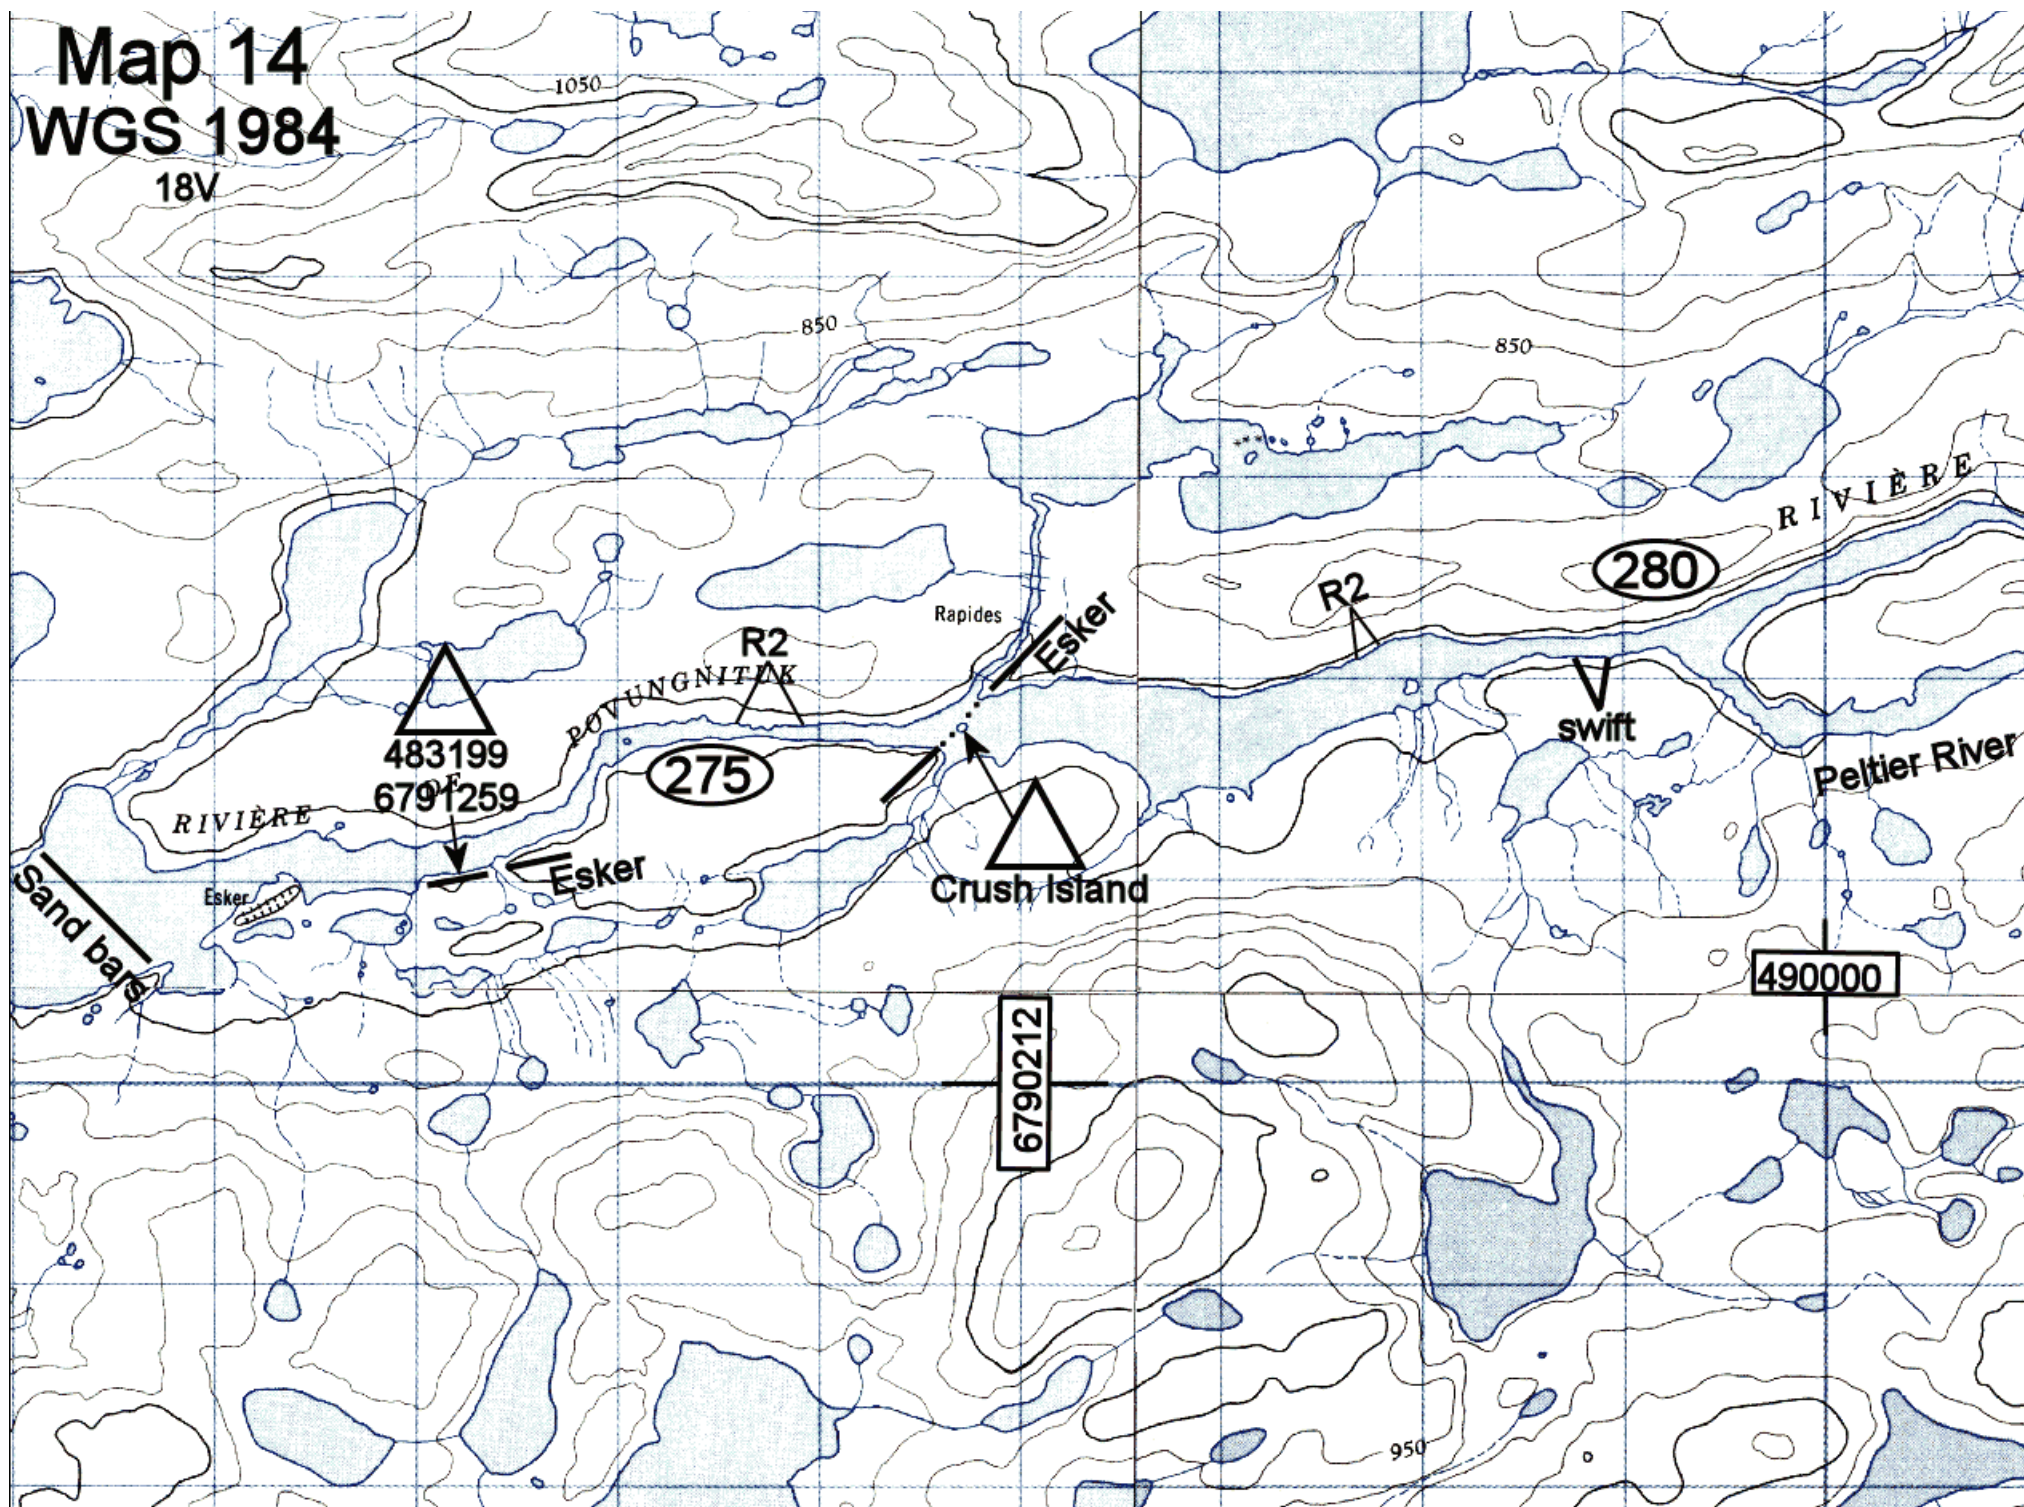 Map 14
WGS 1984
18V
1050
850
850
RIVIÈRE
280
R2
Rapides
Esker
R2
POVUNGNITUK
swift
483199
6791259
DE
275
Peltier River
RIVIÈRE
Esker
Crush Island
Esker
Sand bars
490000
6790212
950